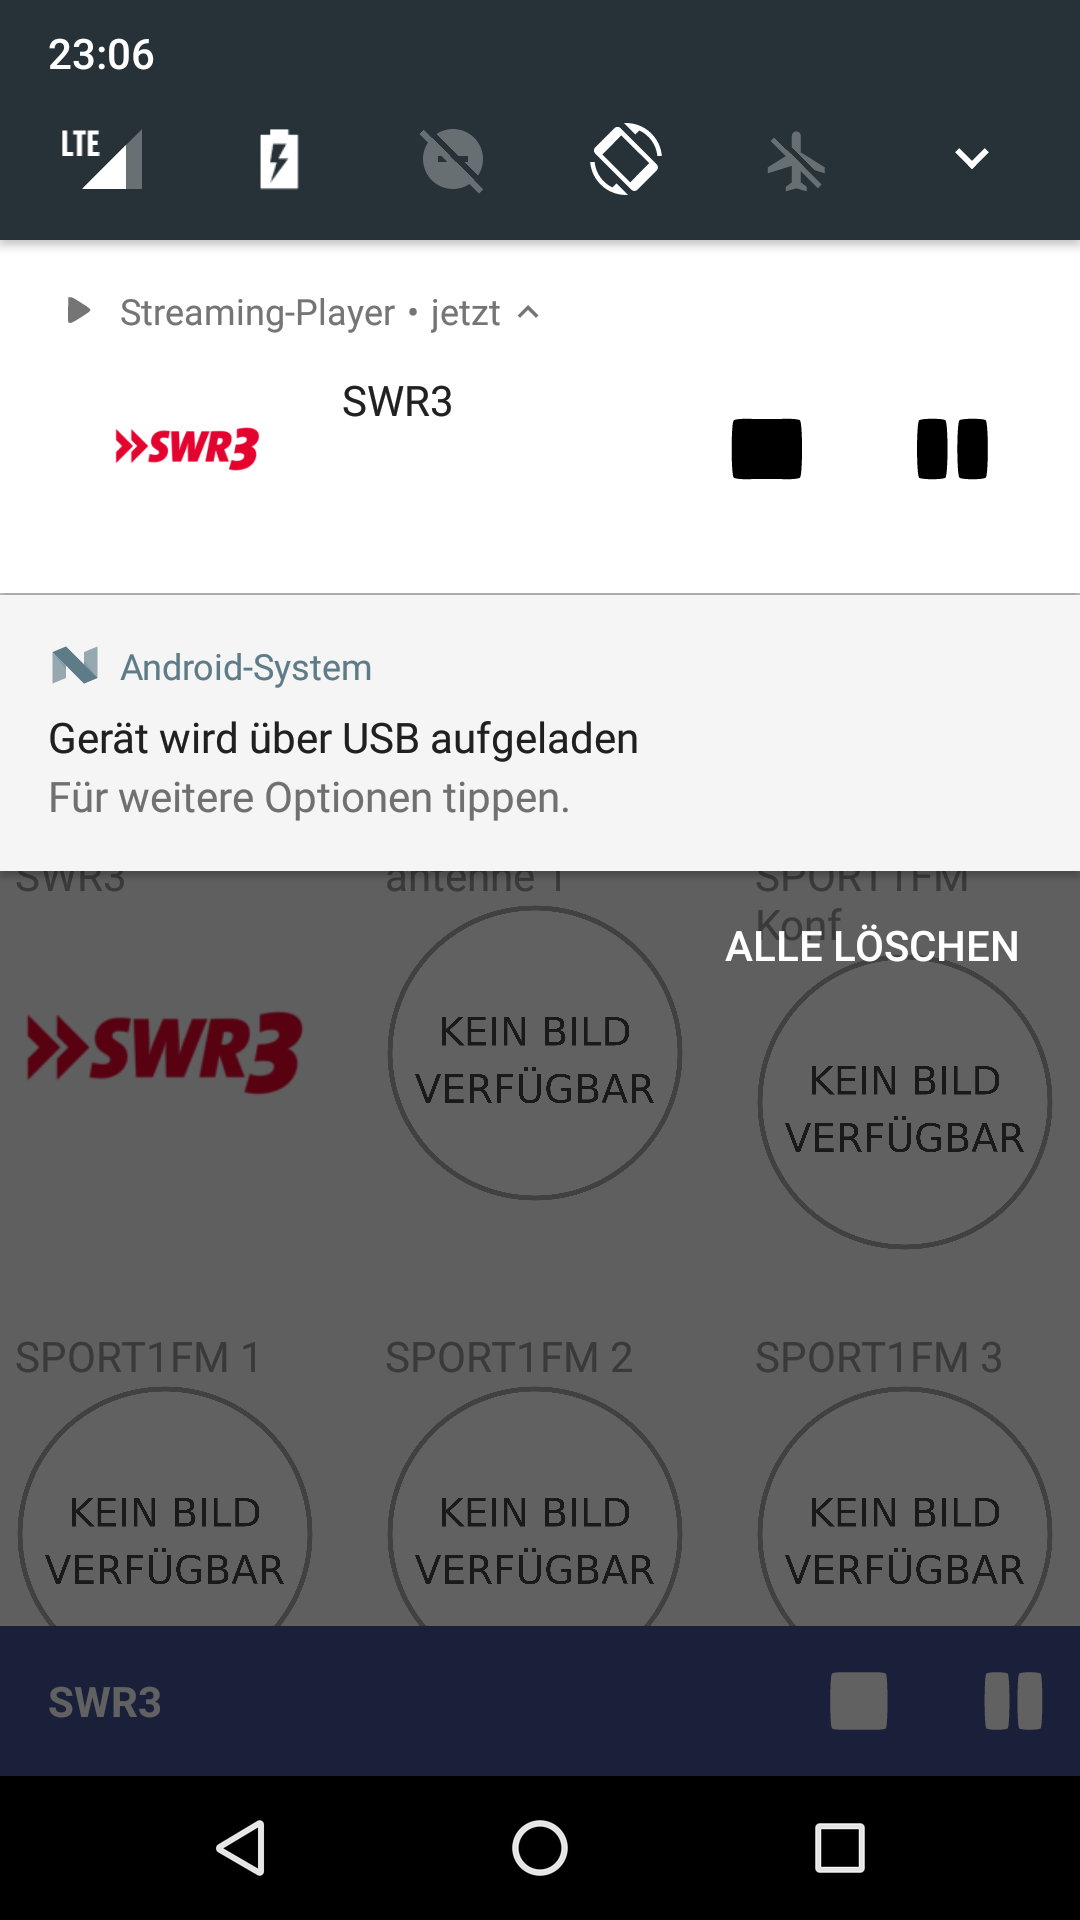 23:06
LTE
Streaming-Player • jetzt
SWR3
SWR3
Android-System
Gerät wird über USB aufgeladen
Für weitere Optionen tippen.
SWR3 antenne 1 SPORT1FM
Konf
ALLE LÖSCHEN
SWR3
KEIN BILD
VERFÜGBAR
KEIN BILD
VERFÜGBAR
SPORT1FM 1 SPORT1FM 2 SPORT1FM 3
KEIN BILD
VERFÜGBAR
KEIN BILD
VERFÜGBAR
KEIN BILD
VERFÜGBAR
SWR3